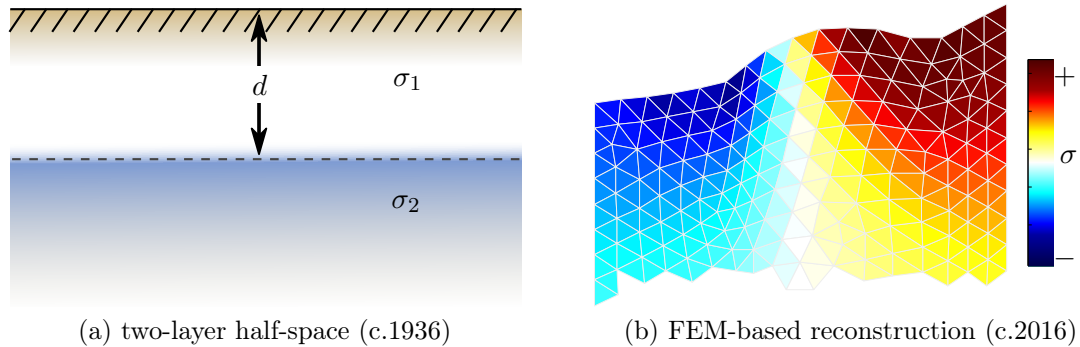 d
σ₁
σ₂
(a) two-layer half-space (c.1936)
+
σ
−
(b) FEM-based reconstruction (c.2016)